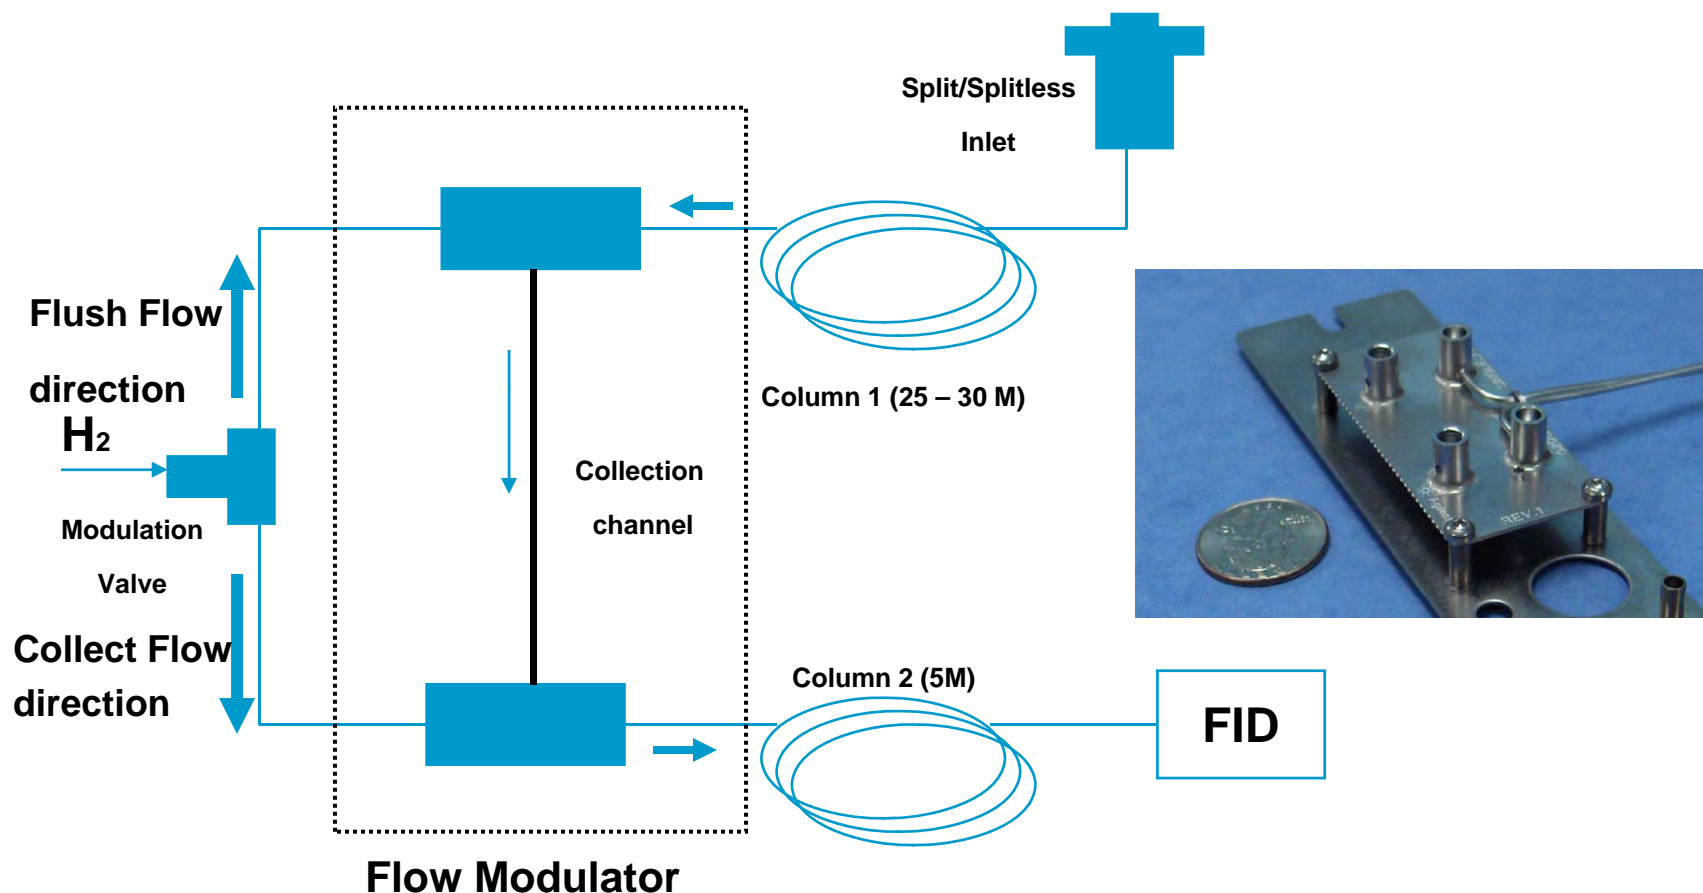 Split/Splitless
Inlet
Flush Flow
direction
H2
Modulation
Valve
Collect Flow
direction
Collection
channel
Column 1 (25 – 30 M)
Column 2 (5M)
FID
REV.1
Flow Modulator